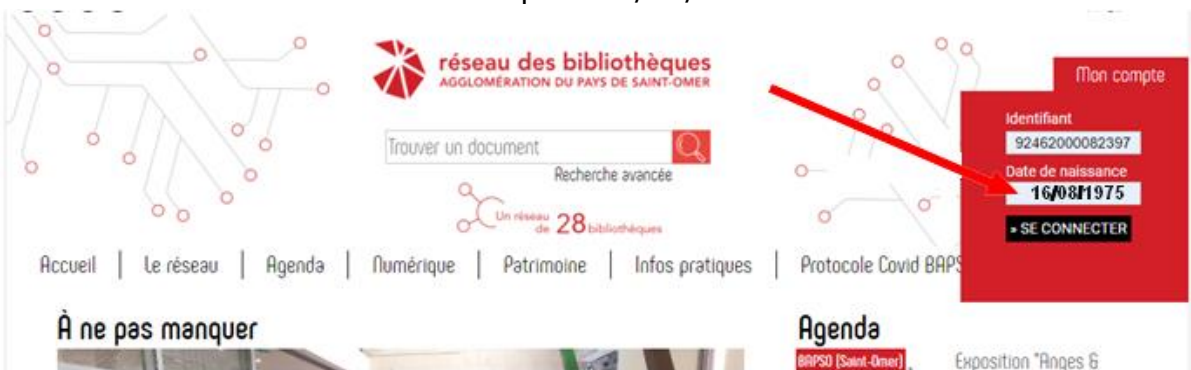 réseau des bibliothèques
AGGLOMÉRATION DU PAYS DE SAINT-OMER
Mon compte
Identifiant
92462000082397
Date de naissance
16/08/1975
» SE CONNECTER
Trouver un document
Recherche avancée
Un réseau
de 28 bibliothèques
Accueil | Le réseau | Agenda | Numérique | Patrimoine | Infos pratiques | Protocole Covid BAPS
À ne pas manquer
Agenda
BAPSO (Saint-Omer)
Exposition "Anges &